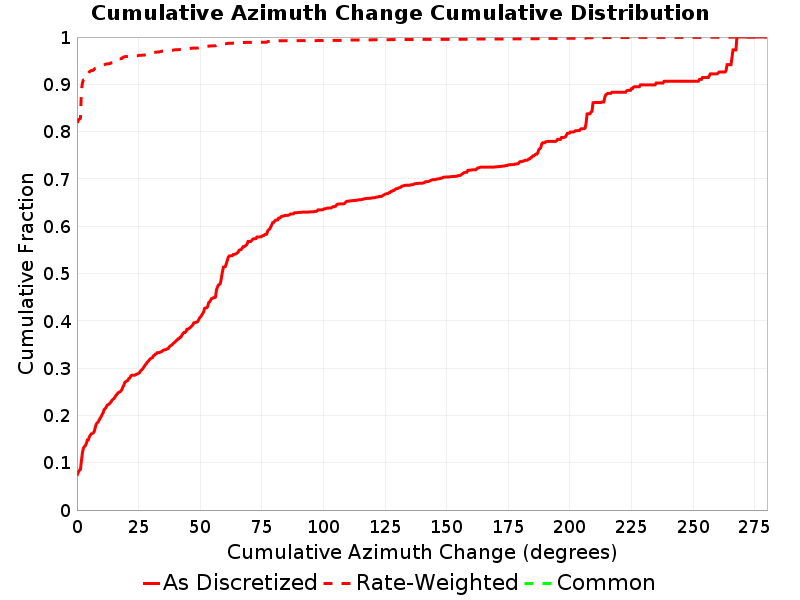 Cumulative Azimuth Change Cumulative Distribution
1
0.9
0.8
0.7
0.6
0.5
0.4
0.3
0.2
0.1
0
Cumulative Fraction
0 25 50 75 100 125 150 175 200 225 250 275
Cumulative Azimuth Change (degrees)
As Discretized Rate-Weighted Common